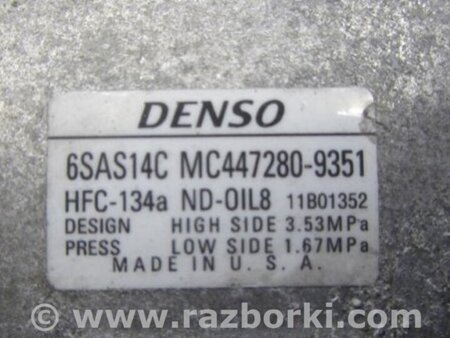 DENSO
6SAS14C MC447280-9351
HFC-134a ND-OIL8 11B01352
DESIGN HIGH SIDE 3.53MPa
PRESS LOW SIDE 1.67MPa
MADE IN U. S. A.
© www.razborki.com/